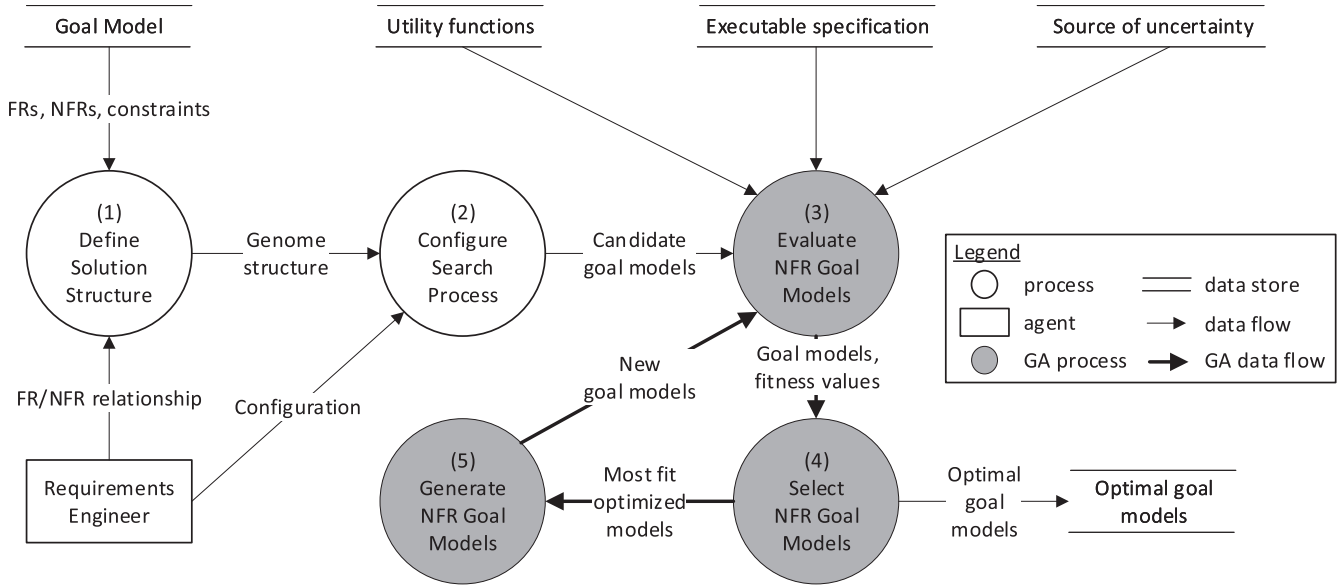 Goal Model
Utility functions
Executable specification
Source of uncertainty
FRs, NFRs, constraints
(1)
Define
Solution
Structure
Genome
structure
(2)
Configure
Search
Process
Candidate
goal models
(3)
Evaluate
NFR Goal
Models
Legend
process
data store
agent
data flow
GA process
GA data flow
FR/NFR relationship
Configuration
New
goal models
Goal models,
fitness values
Requirements
Engineer
(5)
Generate
NFR Goal
Models
Most fit
optimized
models
(4)
Select
NFR Goal
Models
Optimal
goal
models
Optimal goal
models